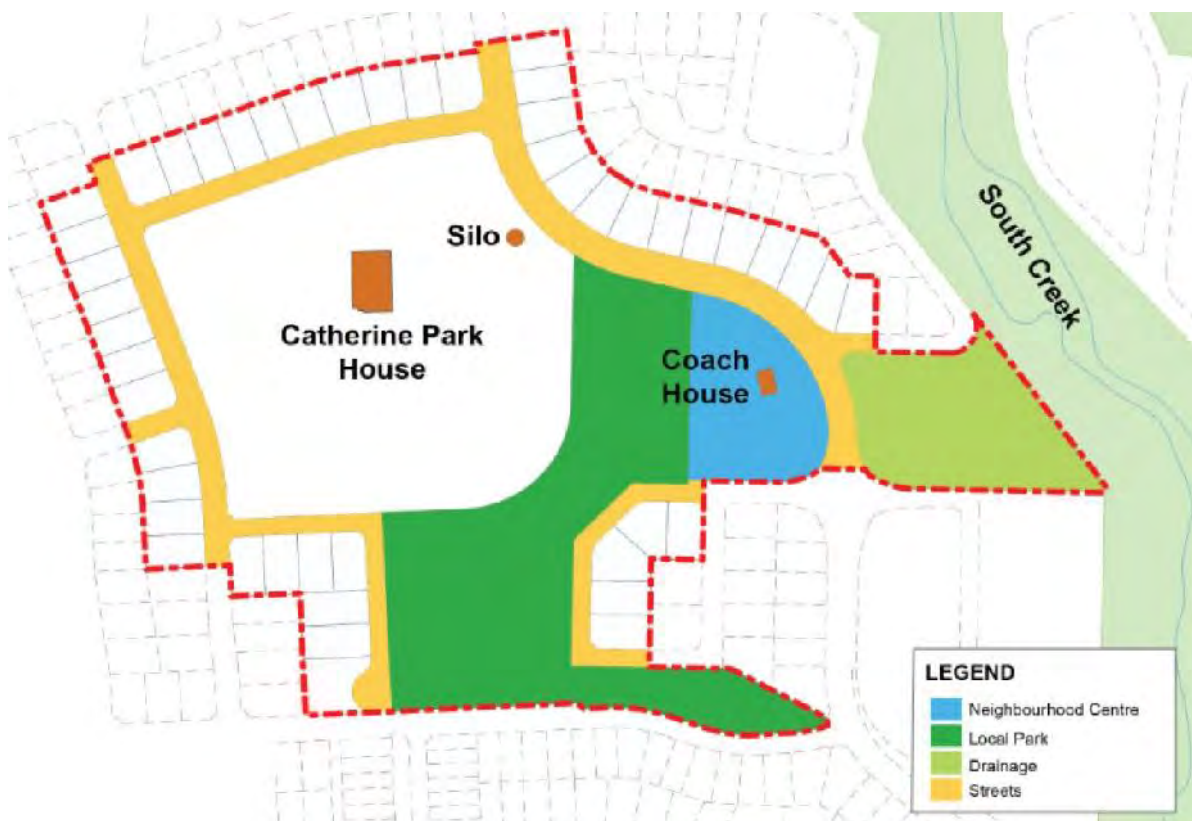 Silo
Catherine Park
House
Coach
House
South Creek
LEGEND
Neighbourhood Centre
Local Park
Drainage
Streets